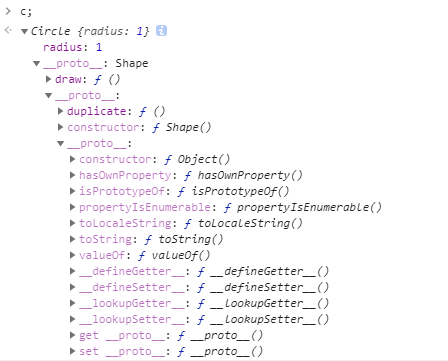 > c;
Circle {radius: 1} i
radius: 1
__proto__: Shape
draw: ƒ ()
__proto__:
duplicate: ƒ ()
constructor: ƒ Shape()
__proto__:
constructor: ƒ Object()
hasOwnProperty: ƒ hasOwnProperty()
isPrototypeOf: ƒ isPrototypeOf()
propertyIsEnumerable: ƒ propertyIsEnumerable()
toLocaleString: ƒ toLocaleString()
toString: ƒ toString()
valueOf: ƒ valueOf()
__defineGetter__: ƒ __defineGetter__()
__defineSetter__: ƒ __defineSetter__()
__lookupGetter__: ƒ __lookupGetter__()
__lookupSetter__: ƒ __lookupSetter__()
get __proto__: ƒ __proto__()
set __proto__: ƒ __proto__()